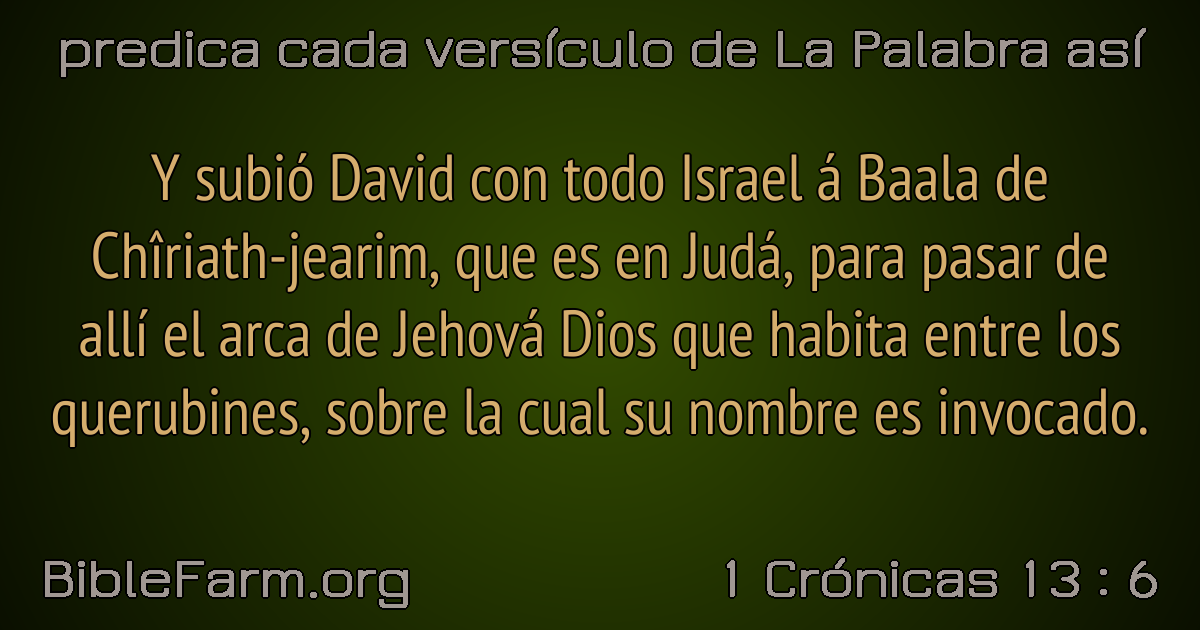 predica cada versículo de La Palabra así
Y subió David con todo Israel á Baala de
Chîriath-jearim, que es en Judá, para pasar de
allí el arca de Jehová Dios que habita entre los
querubines, sobre la cual su nombre es invocado.
BibleFarm.org
1 Crónicas 13 : 6